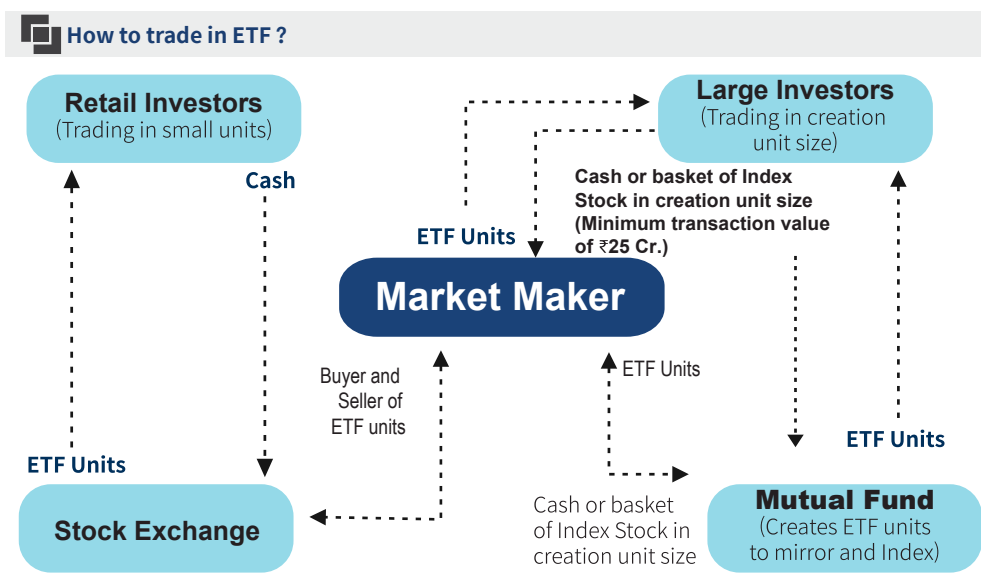 How to trade in ETF ?
Retail Investors
(Trading in small units)
Large Investors
(Trading in creation
unit size)
Cash
Cash or basket of Index
Stock in creation unit size
(Minimum transaction value
of ₹25 Cr.)
ETF Units
Market Maker
Buyer and
Seller of
ETF units
ETF Units
ETF Units
ETF Units
Stock Exchange
Cash or basket
of Index Stock in
creation unit size
Mutual Fund
(Creates ETF units
to mirror and Index)